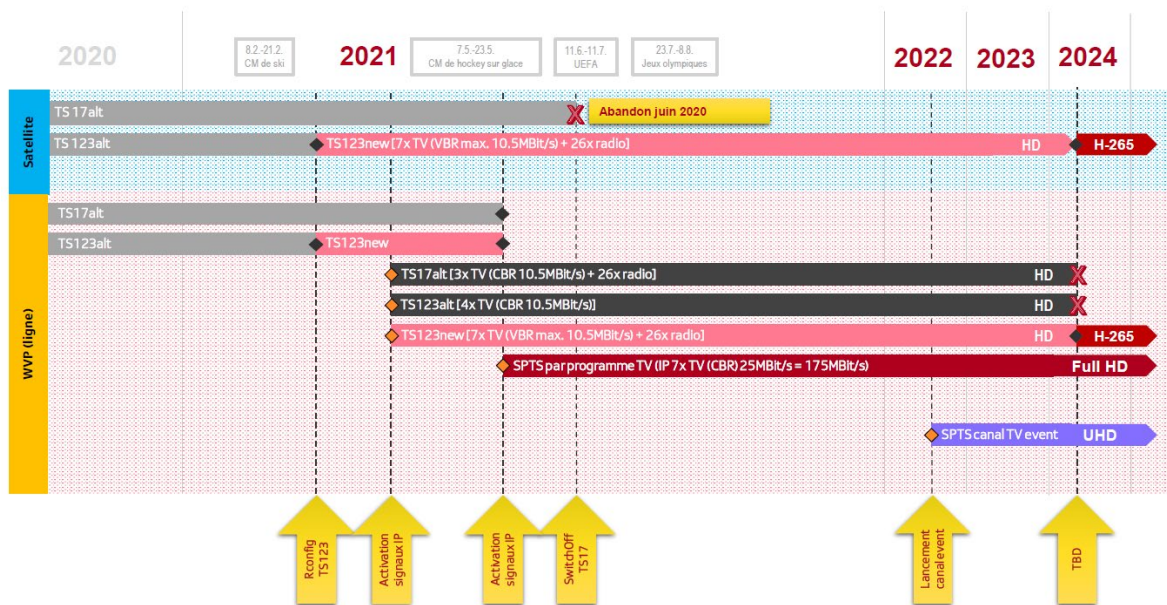 2020
8.2.-21.2.
CM de ski
2021
7.5.-23.5.
CM de hockey sur glace
11.6.-11.7.
UEFA
23.7.-8.8.
Jeux olympiques
2022
2023
2024
Satellite
TS 17alt
X
Abandon juin 2020
TS 123alt
TS123new [7x TV (VBR max. 10.5MBit/s) + 26x radio]
HD
H-265
WVP (ligne)
TS17alt
TS123alt
TS123new
TS17alt [3x TV (CBR 10.5MBit/s) + 26x radio]
HD
X
TS123alt [4x TV (CBR 10.5MBit/s)]
HD
X
TS123new [7x TV (VBR max. 10.5MBit/s) + 26x radio]
HD
H-265
SPTS par programme TV (IP 7x TV (CBR) 25MBit/s = 175MBit/s)
Full HD
SPTS canal TV event
UHD
Rconfig
TS123
Activation
signaux IP
Activation
signaux IP
SwitchOff
TS17
Lancement
canal event
TBD